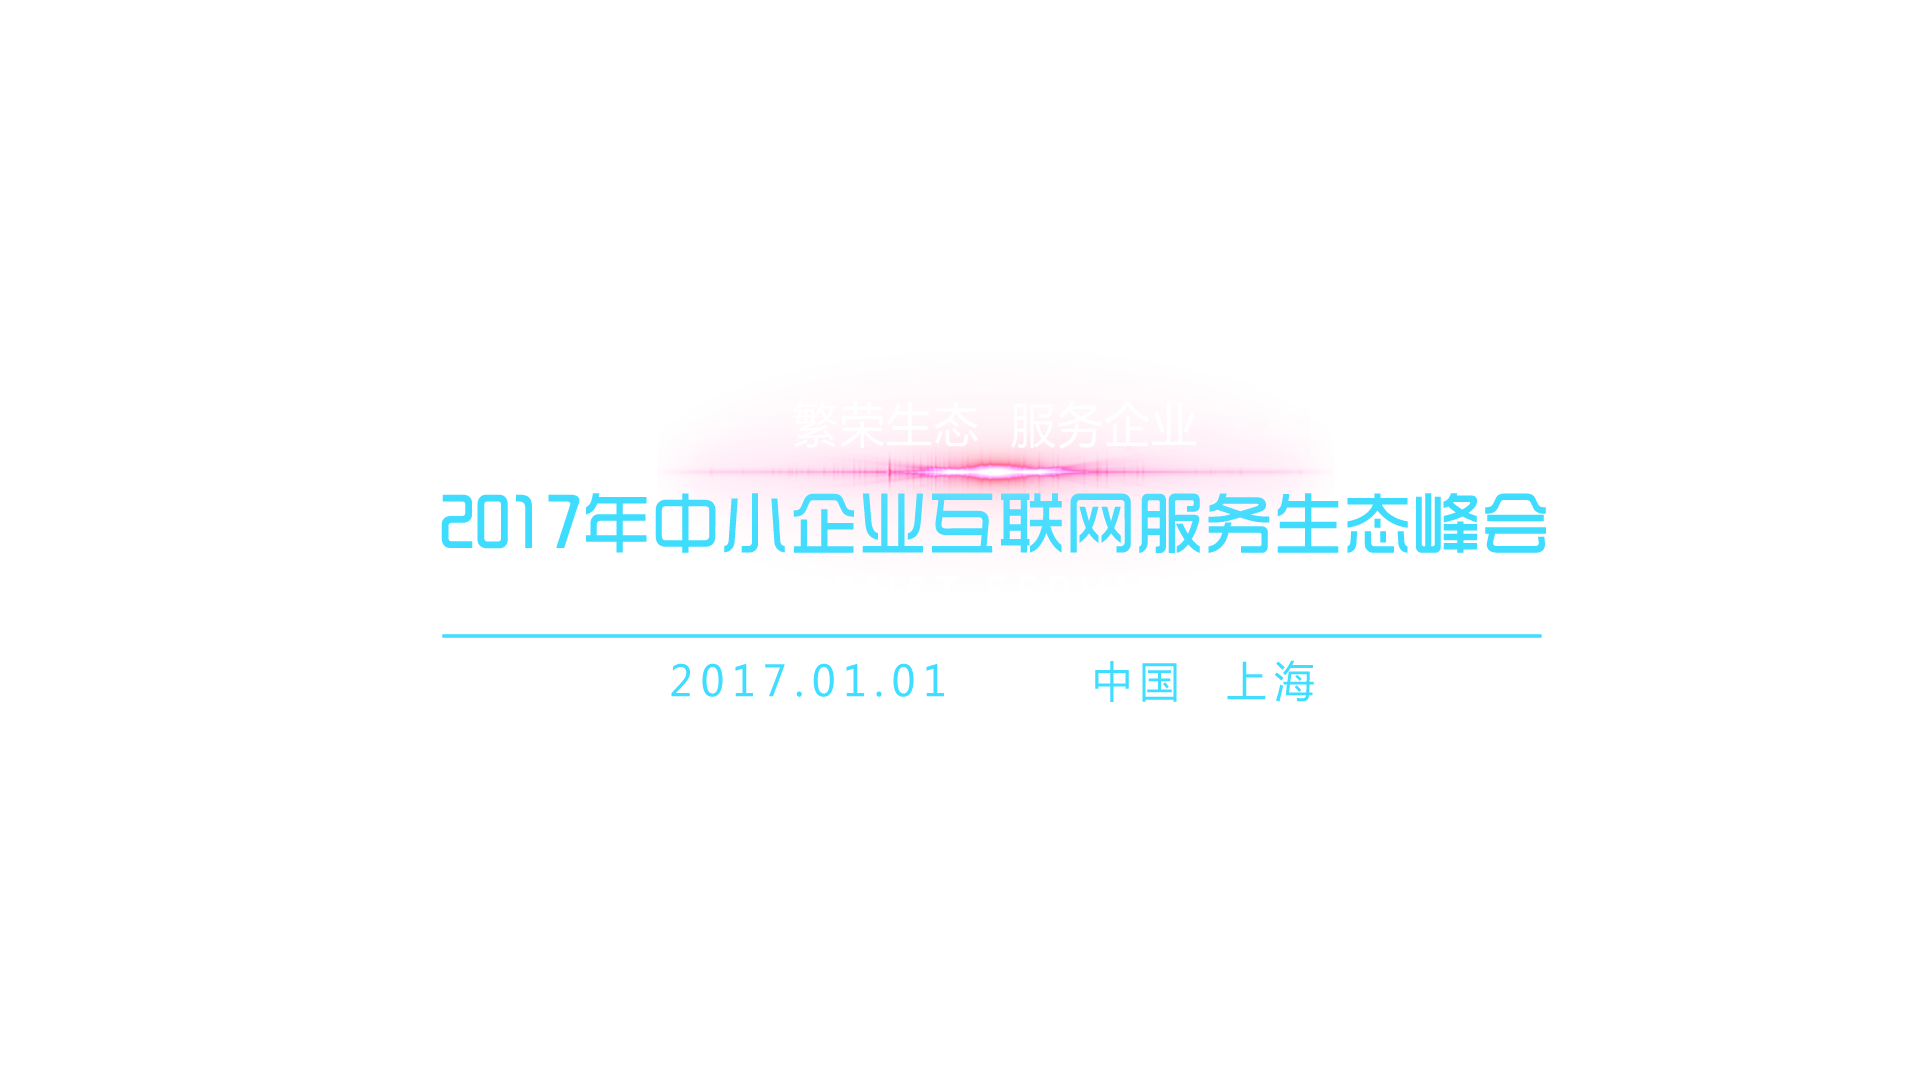 繁荣生态 服务企业
2017年中小企业互联网服务生态峰会
2017.01.01 中国 上海